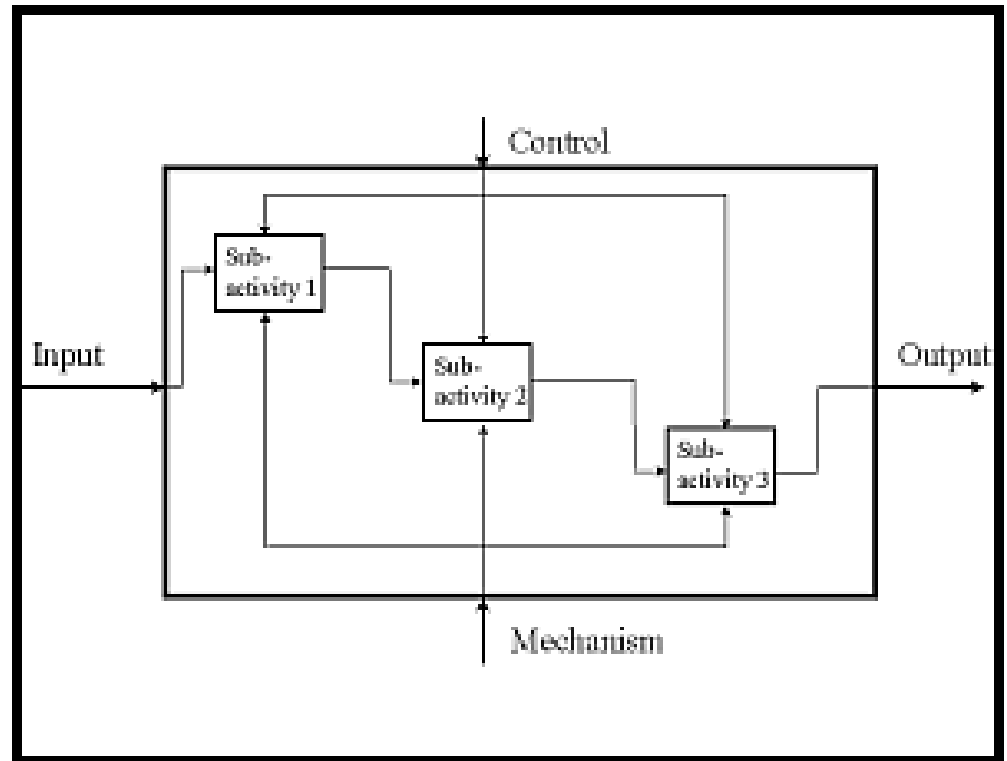 Control
Sub-
activity 1
Input
Sub-
activity 2
Output
Sub-
activity 3
Mechanism